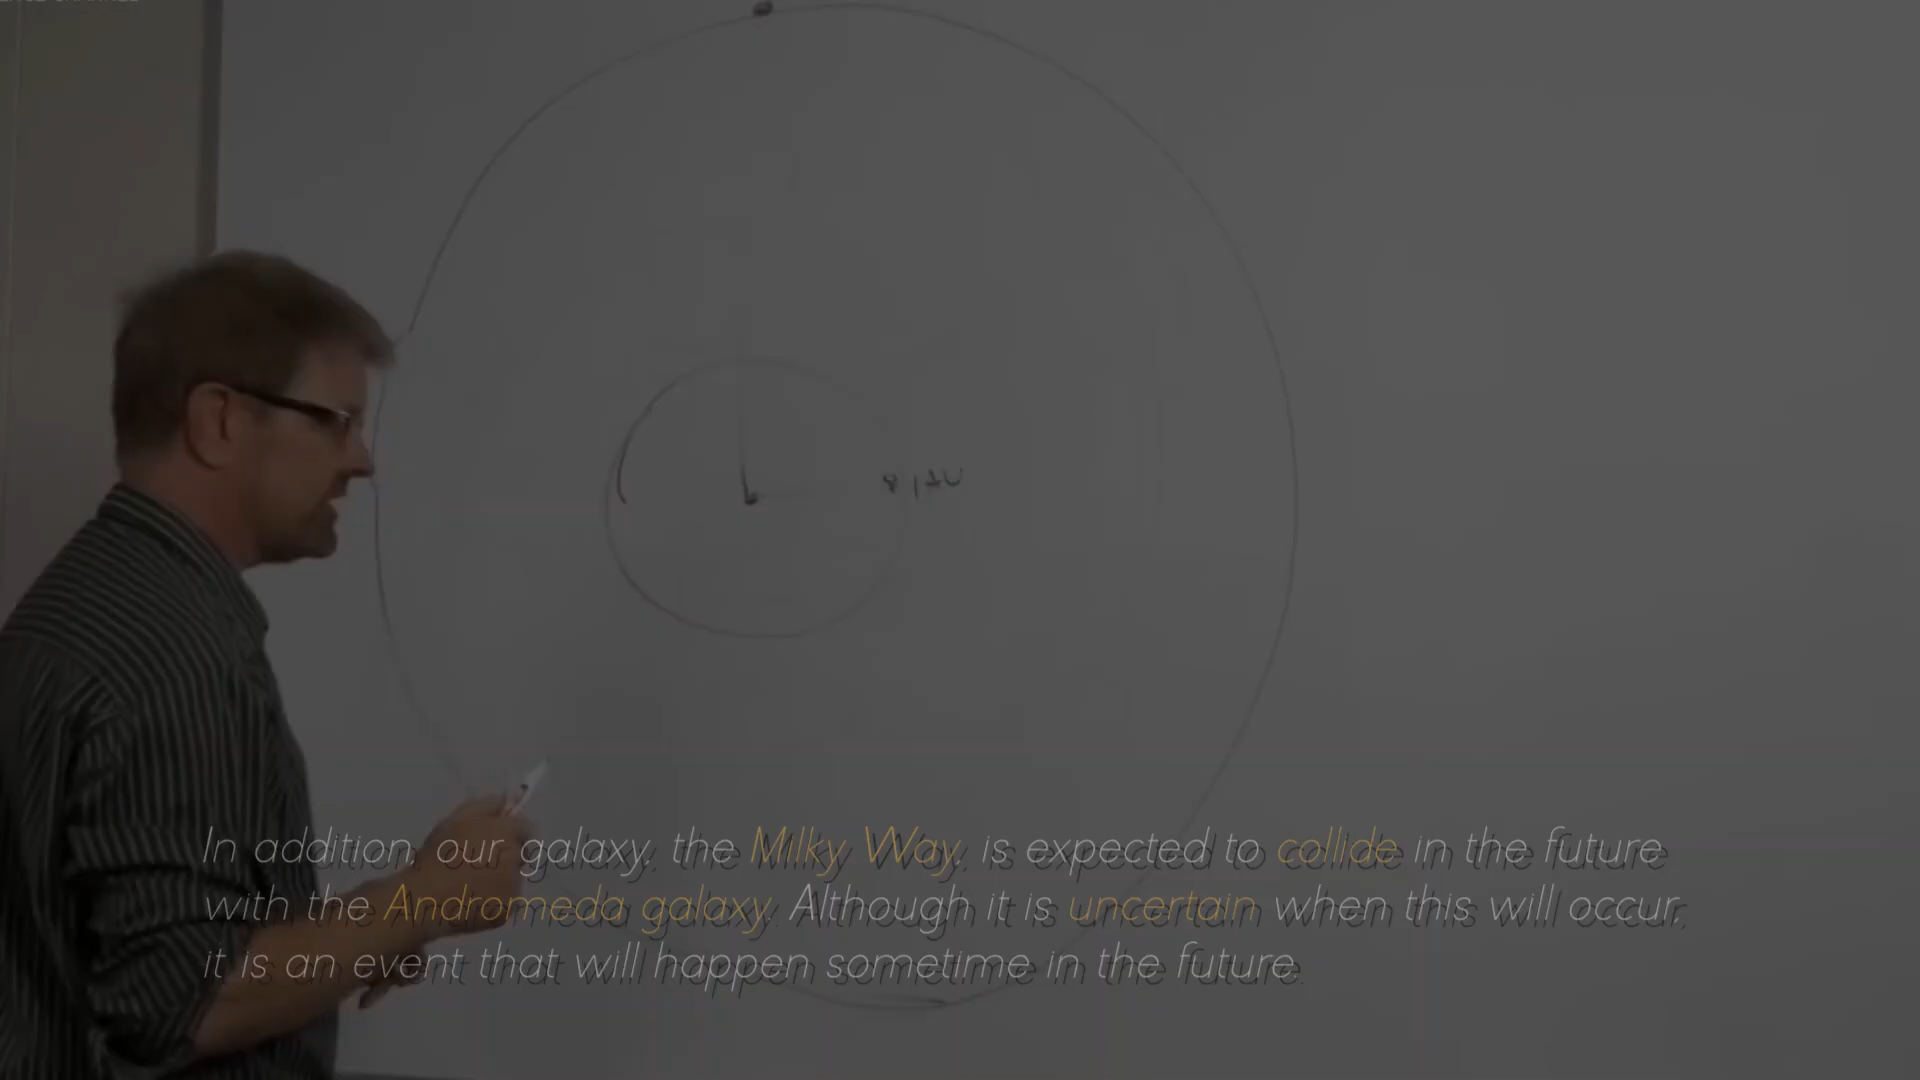 In addition, our galaxy, the Milky Way, is expected to collide in the future
with the Andromeda galaxy. Although it is uncertain when this will occur,
it is an event that will happen sometime in the future.